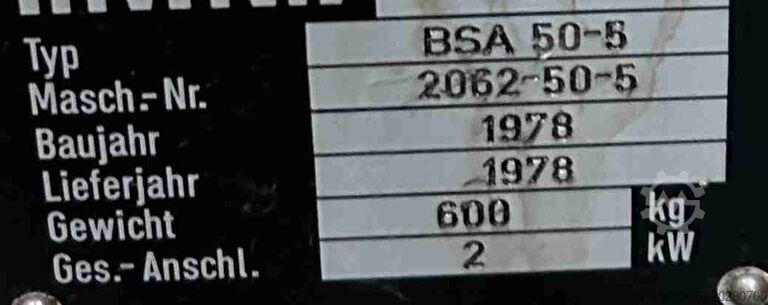 Typ BSA 50-5
Masch.-Nr. 2062-50-5
Baujahr 1978
Lieferjahr 1978
Gewicht 600 kg
Ges.-Anschl. 2 kW